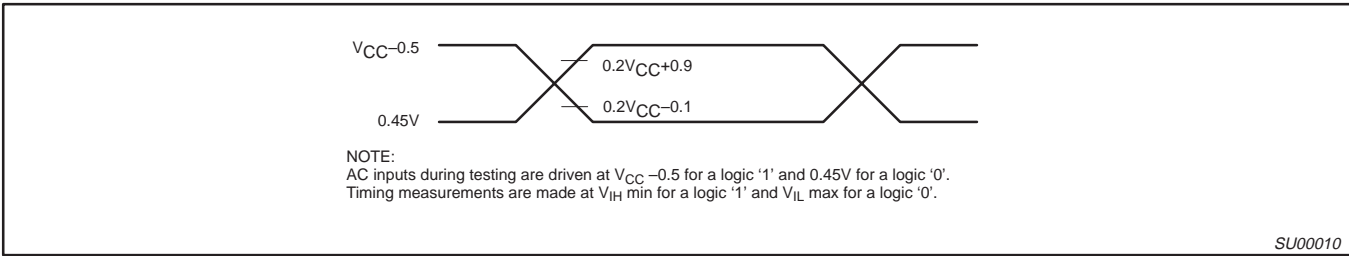 VCC–0.5
0.2VCC+0.9
0.2VCC–0.1
0.45V
NOTE:
AC inputs during testing are driven at VCC –0.5 for a logic ‘1’ and 0.45V for a logic ‘0’.
Timing measurements are made at VIH min for a logic ‘1’ and VIL max for a logic ‘0’.
SU00010